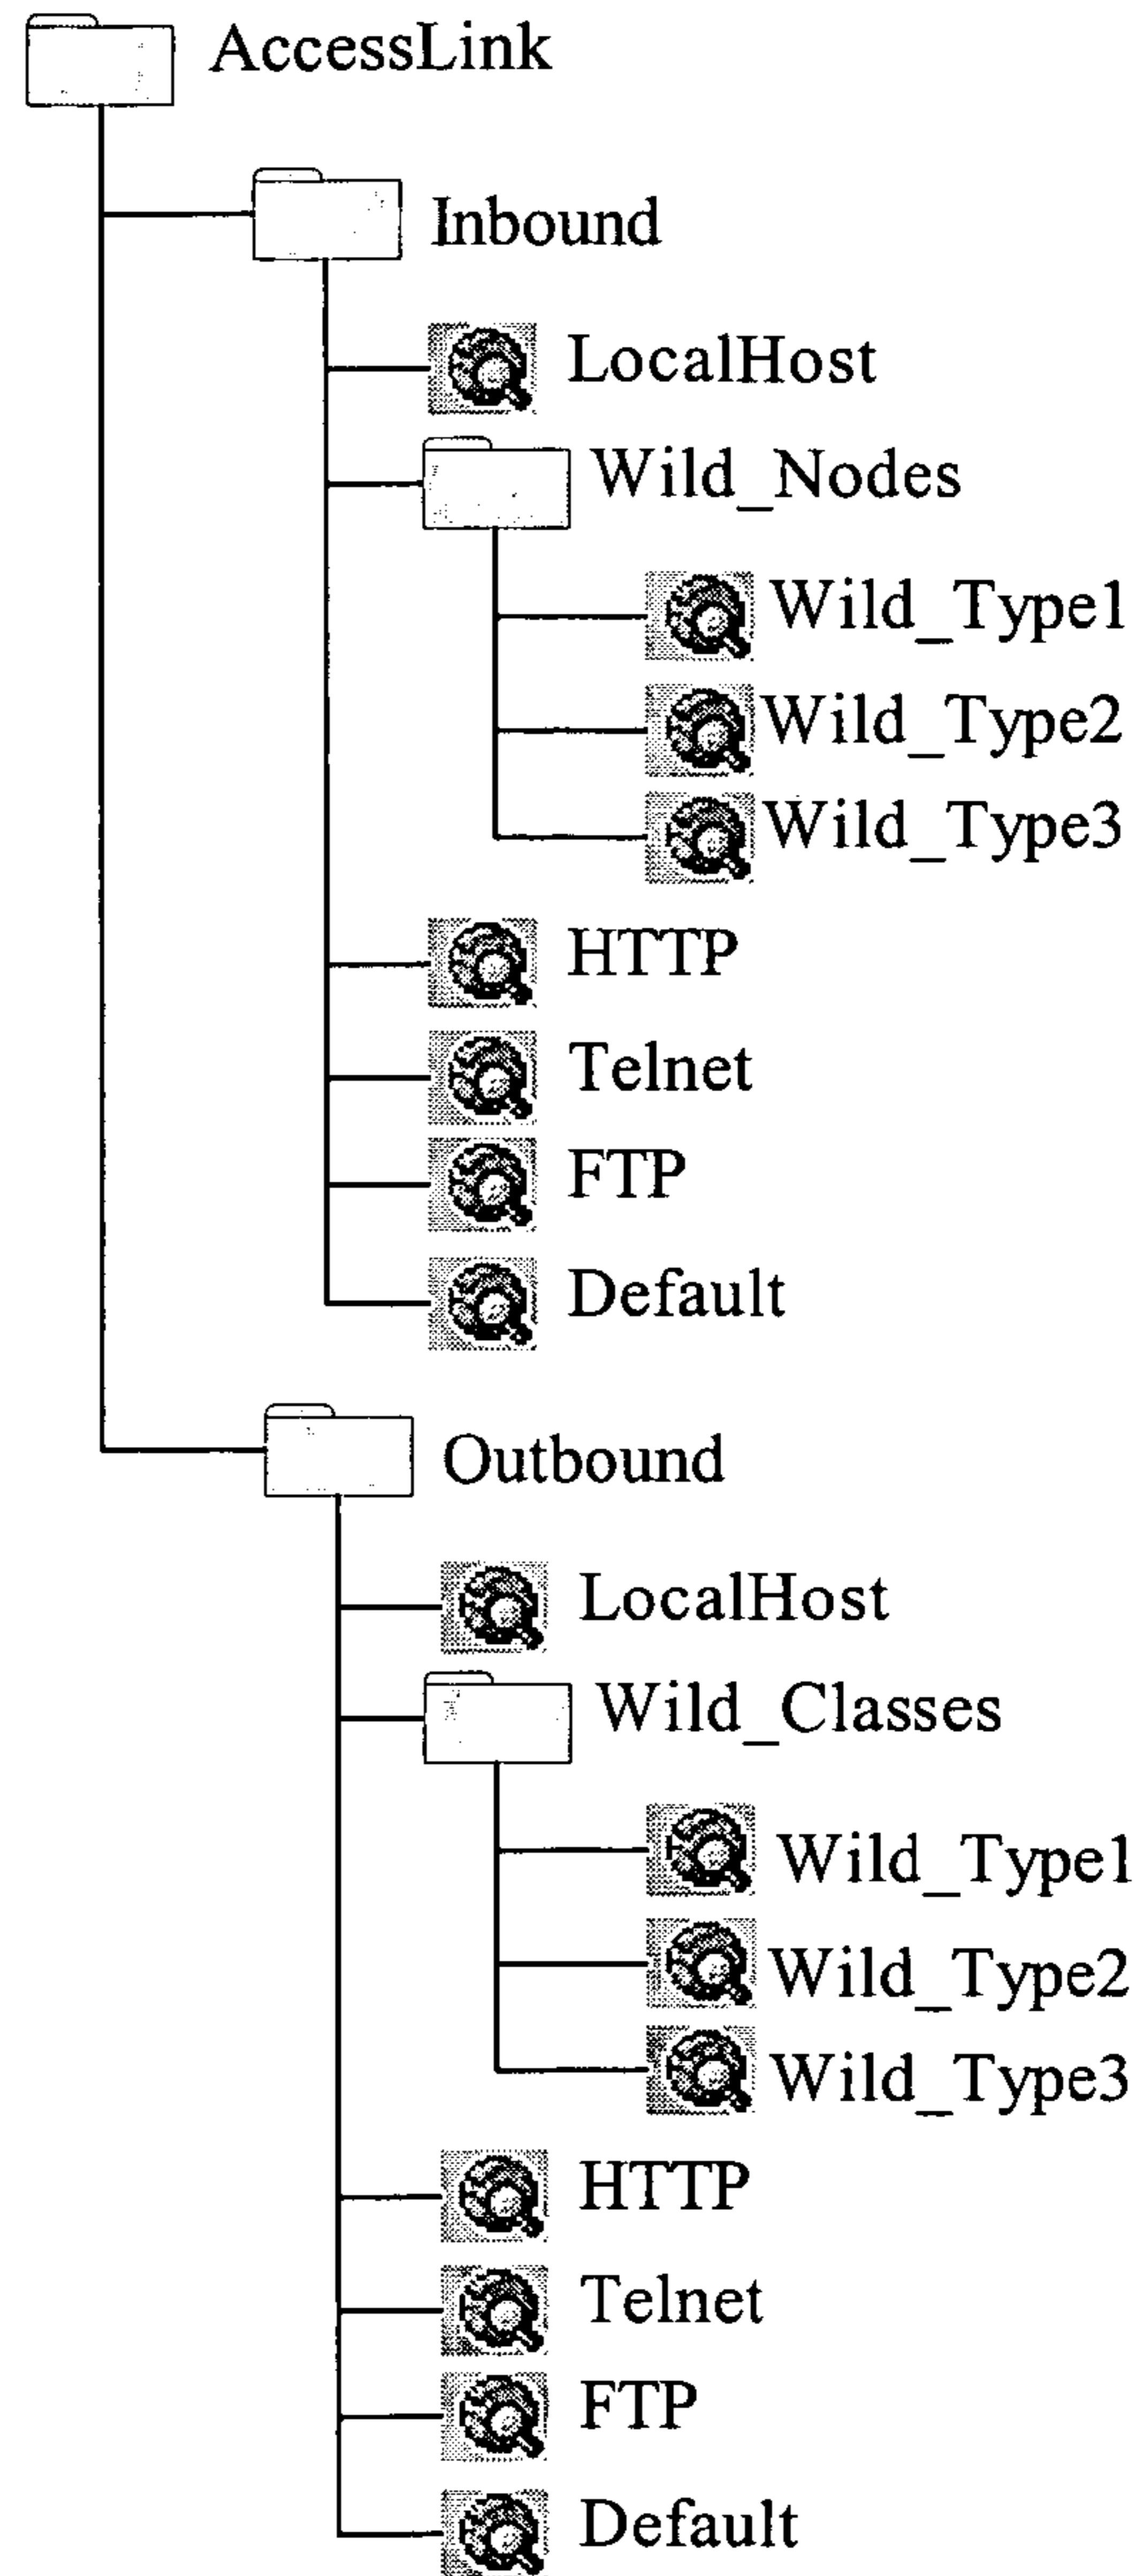 AccessLink
Inbound
LocalHost
Wild_Nodes
Wild_Type1
Wild_Type2
Wild_Type3
HTTP
Telnet
FTP
Default
Outbound
LocalHost
Wild_Classes
Wild_Type1
Wild_Type2
Wild_Type3
HTTP
Telnet
FTP
Default